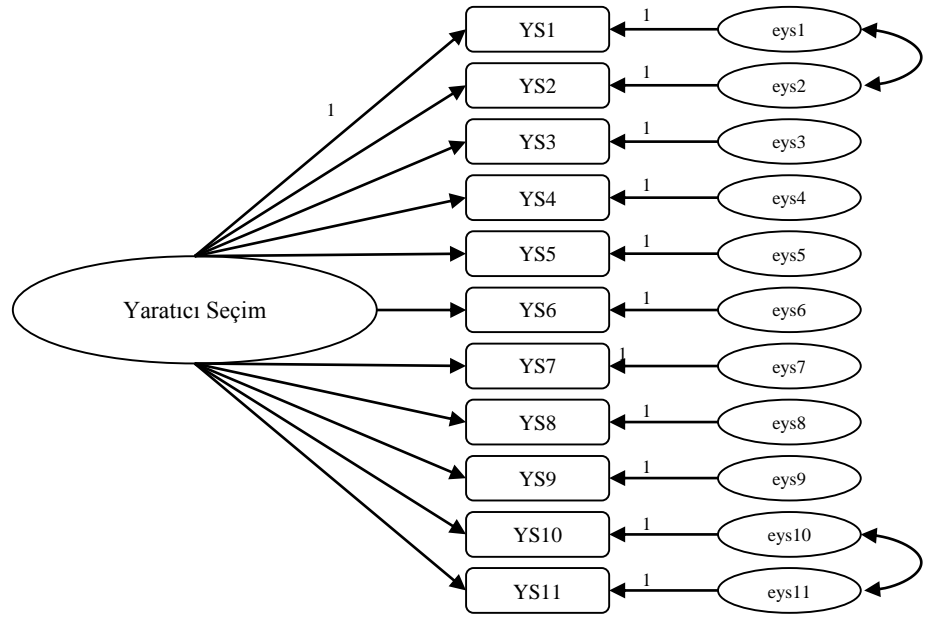 YS1 1 eys1
YS2 1 eys2
1
YS3 1 eys3
YS4 1 eys4
YS5 1 eys5
Yaratıcı Seçim YS6 1 eys6
YS7 1 eys7
YS8 1 eys8
YS9 1 eys9
YS10 1 eys10
YS11 1 eys11